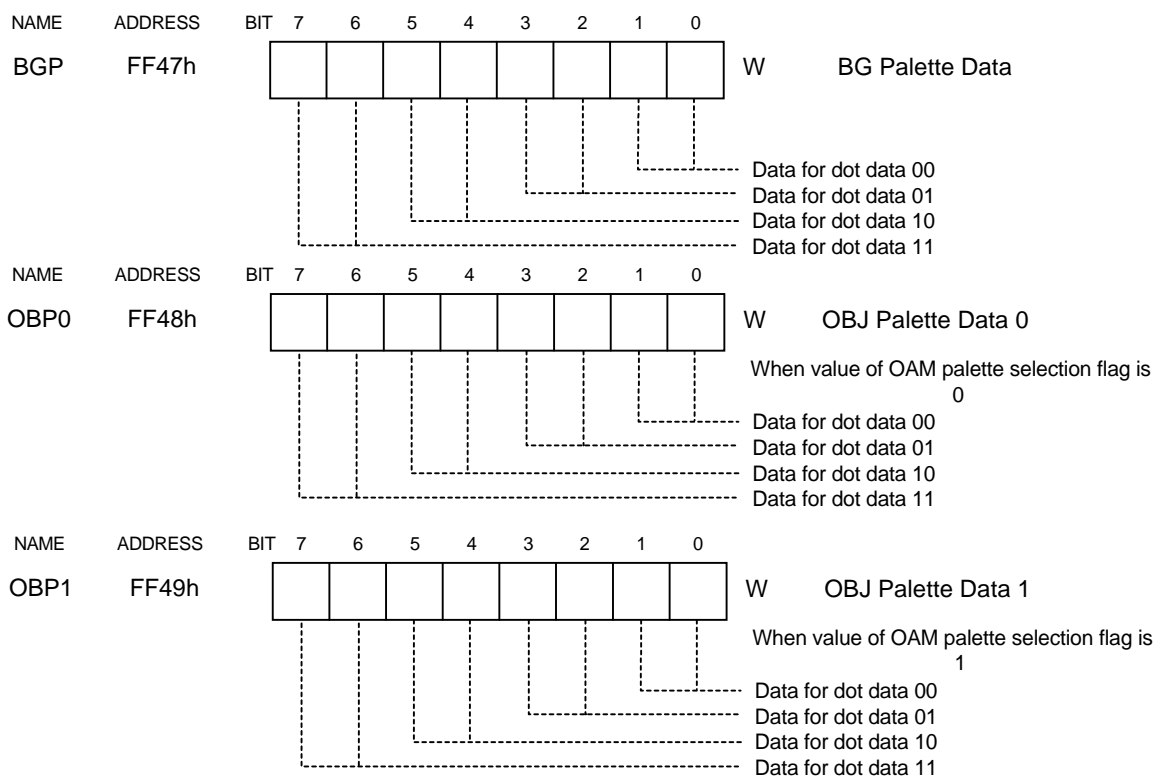 NAME ADDRESS BIT 7 6 5 4 3 2 1 0
BGP FF47h W BG Palette Data
Data for dot data 00
Data for dot data 01
Data for dot data 10
Data for dot data 11
NAME ADDRESS BIT 7 6 5 4 3 2 1 0
OBP0 FF48h W OBJ Palette Data 0
When value of OAM palette selection flag is
0
Data for dot data 00
Data for dot data 01
Data for dot data 10
Data for dot data 11
NAME ADDRESS BIT 7 6 5 4 3 2 1 0
OBP1 FF49h W OBJ Palette Data 1
When value of OAM palette selection flag is
1
Data for dot data 00
Data for dot data 01
Data for dot data 10
Data for dot data 11